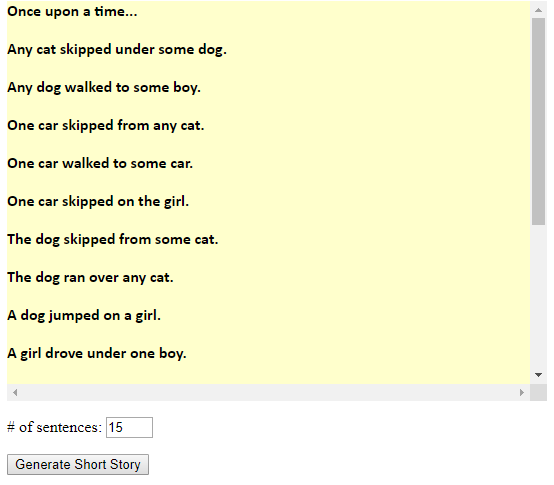 Once upon a time...
Any cat skipped under some dog.
Any dog walked to some boy.
One car skipped from any cat.
One car walked to some car.
One car skipped on the girl.
The dog skipped from some cat.
The dog ran over any cat.
A dog jumped on a girl.
A girl drove under one boy.
# of sentences: 15
Generate Short Story